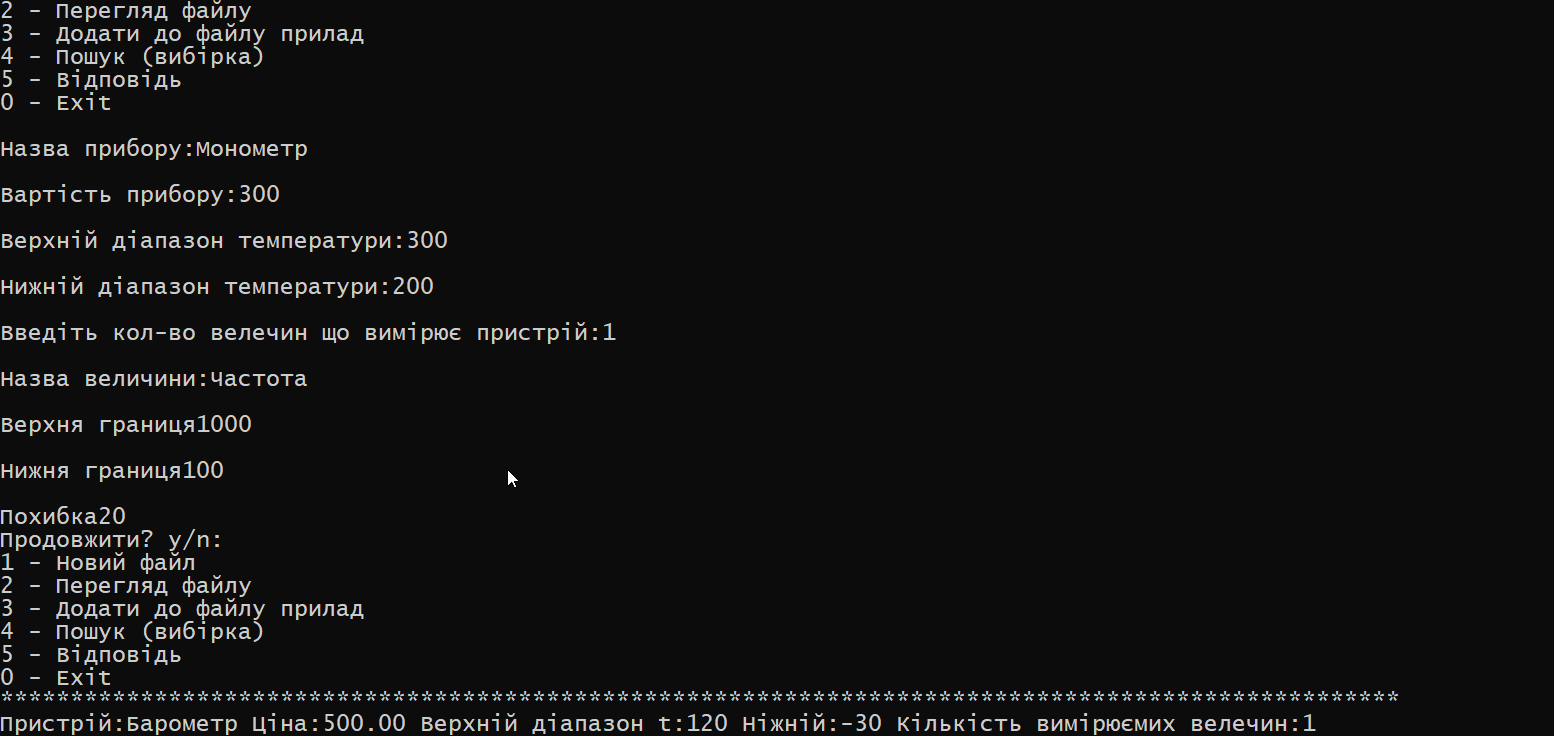 2 - Перегляд файлу
3 - Додати до файлу прилад
4 - Пошук (вибірка)
5 - Відповідь
0 - Exit
Назва прибору:Монометр
Вартість прибору:300
Верхній діапазон температури:300
Нижній діапазон температури:200
Введіть кол-во велечин що вимірює пристрій:1
Назва величини:Частота
Верхня границя1000
Нижня границя100
Похибка20
Продовжити? y/n:
1 - Новий файл
2 - Перегляд файлу
3 - Додати до файлу прилад
4 - Пошук (вибірка)
5 - Відповідь
0 - Exit
****************************************************************************************************
Пристрій:Барометр Ціна:500.00 Верхній діапазон t:120 Ніжній:-30 Кількість вимірюємих велечин:1